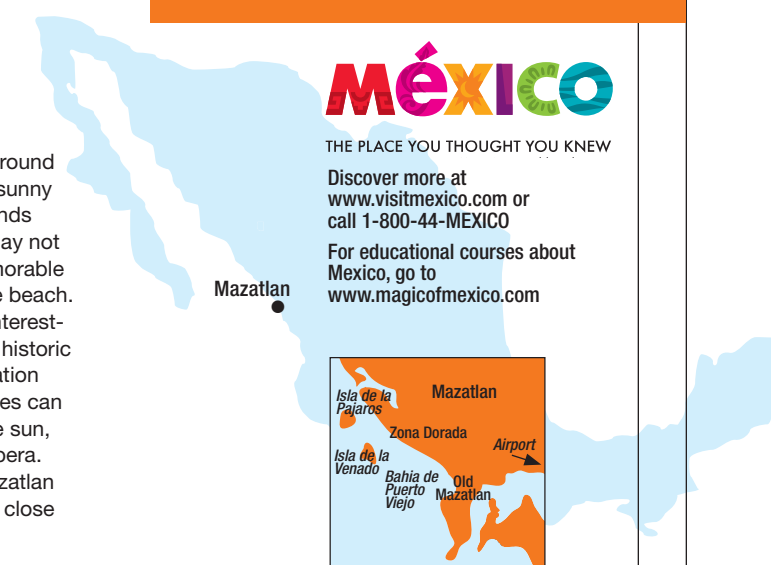 round
sunny
nds
ay not
orable
e beach.
nterest-
historic
ation
es can
e sun,
pera.
zatlan
close
MéXICO
THE PLACE YOU THOUGHT YOU KNEW
Discover more at
www.visitmexico.com or
call 1-800-44-MEXICO
For educational courses about
Mexico, go to
www.magicofmexico.com
Mazatlan
Mazatlan
Isla de la
Pajaros
Zona Dorada
Airport
Isla de la
Venado
Bahia de
Puerto
Viejo
Old
Mazatlan